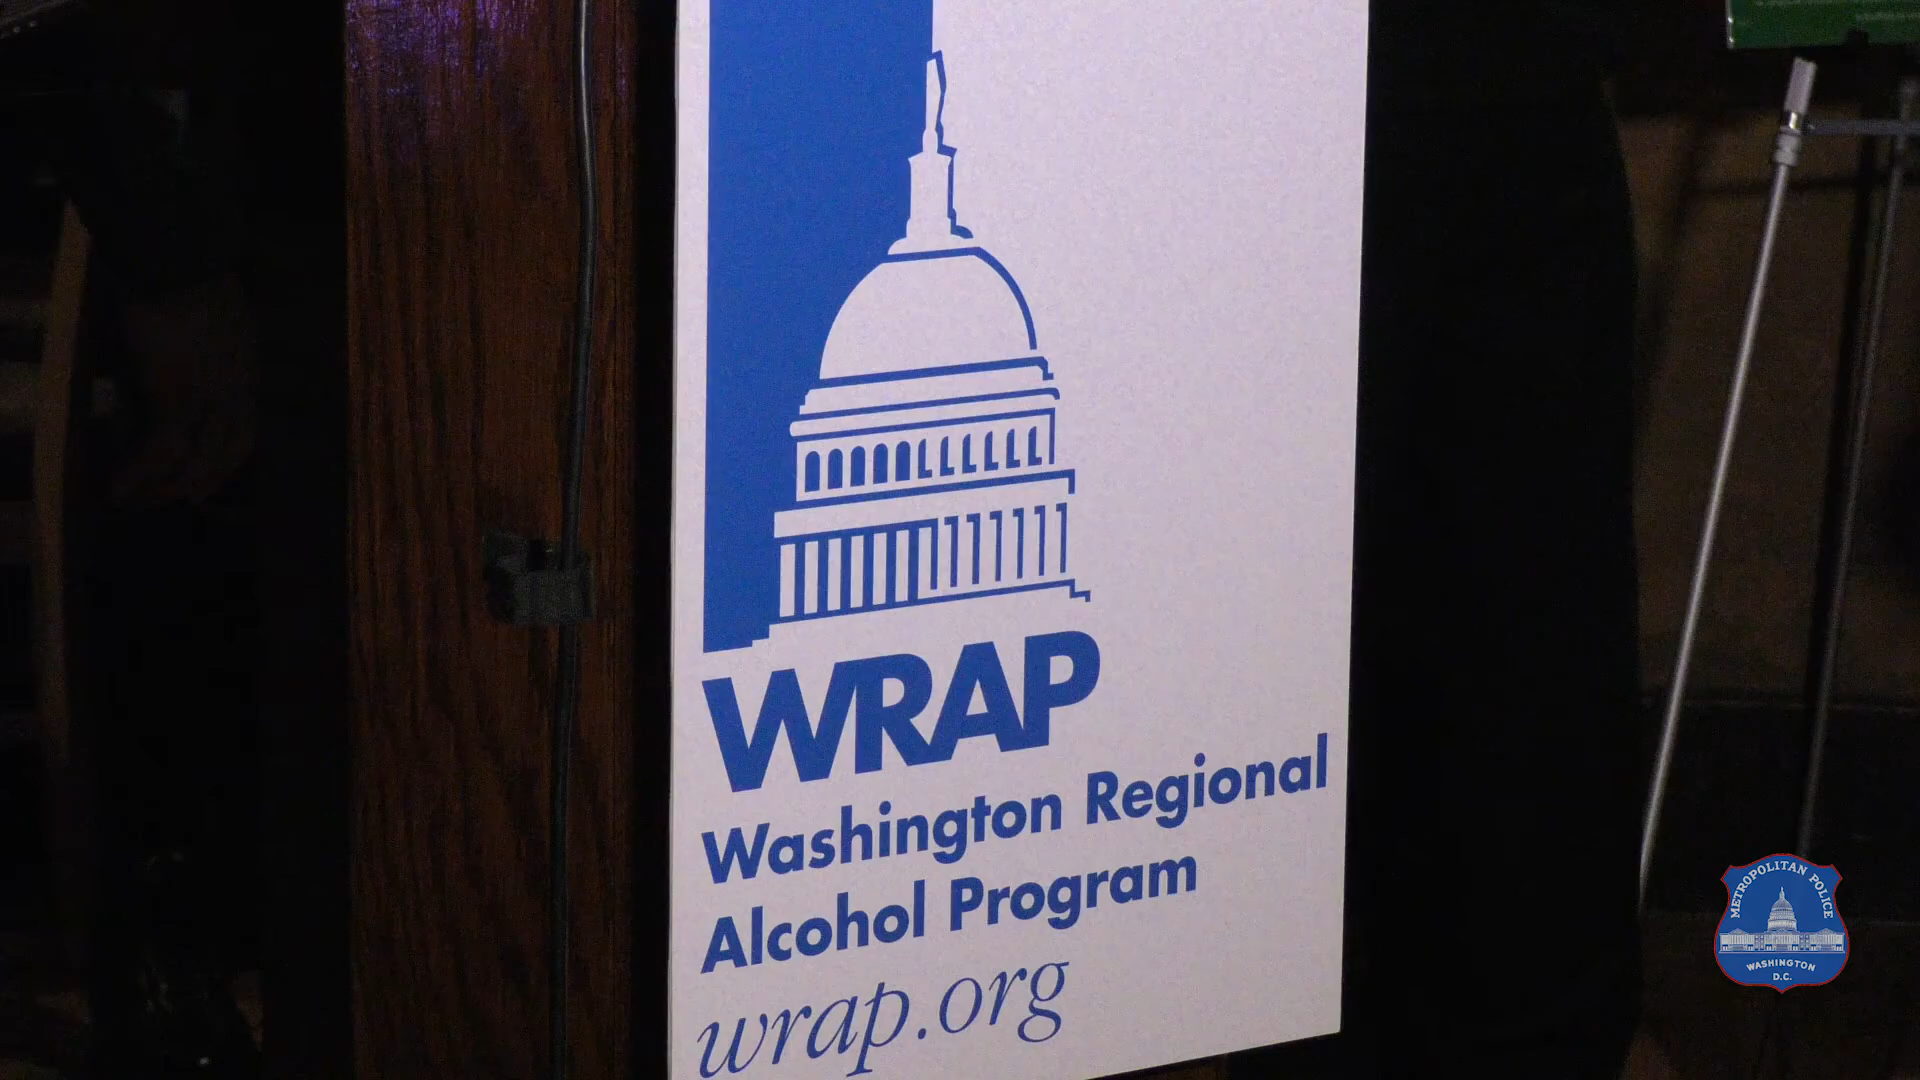 WRAP
Washington Regional
Alcohol Program
wrap.org
METROPOLITAN POLICE
WASHINGTON
D.C.